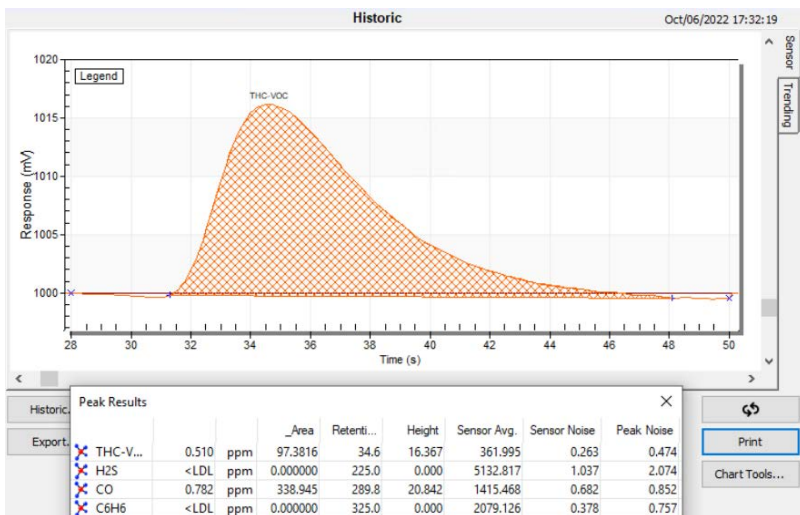 Historic Oct/06/2022 17:32:19
Sensor
Trending
Legend
THC-VOC
Response (mV)
1020
1015
1010
1005
1000
28 30 32 34 36 38 40 42 44 46 48 50
Time (s)
Historic.
Export.
Print
Chart Tools...
Peak Results
_Area Retenti... Height Sensor Avg. Sensor Noise Peak Noise
THC-V... 0.510 ppm 97.3816 34.6 16.367 361.995 0.263 0.474
H2S <LDL ppm 0.000000 225.0 0.000 5132.817 1.037 2.074
CO 0.782 ppm 338.945 289.8 20.842 1415.468 0.682 0.852
C6H6 <LDL ppm 0.000000 325.0 0.000 2079.126 0.378 0.757